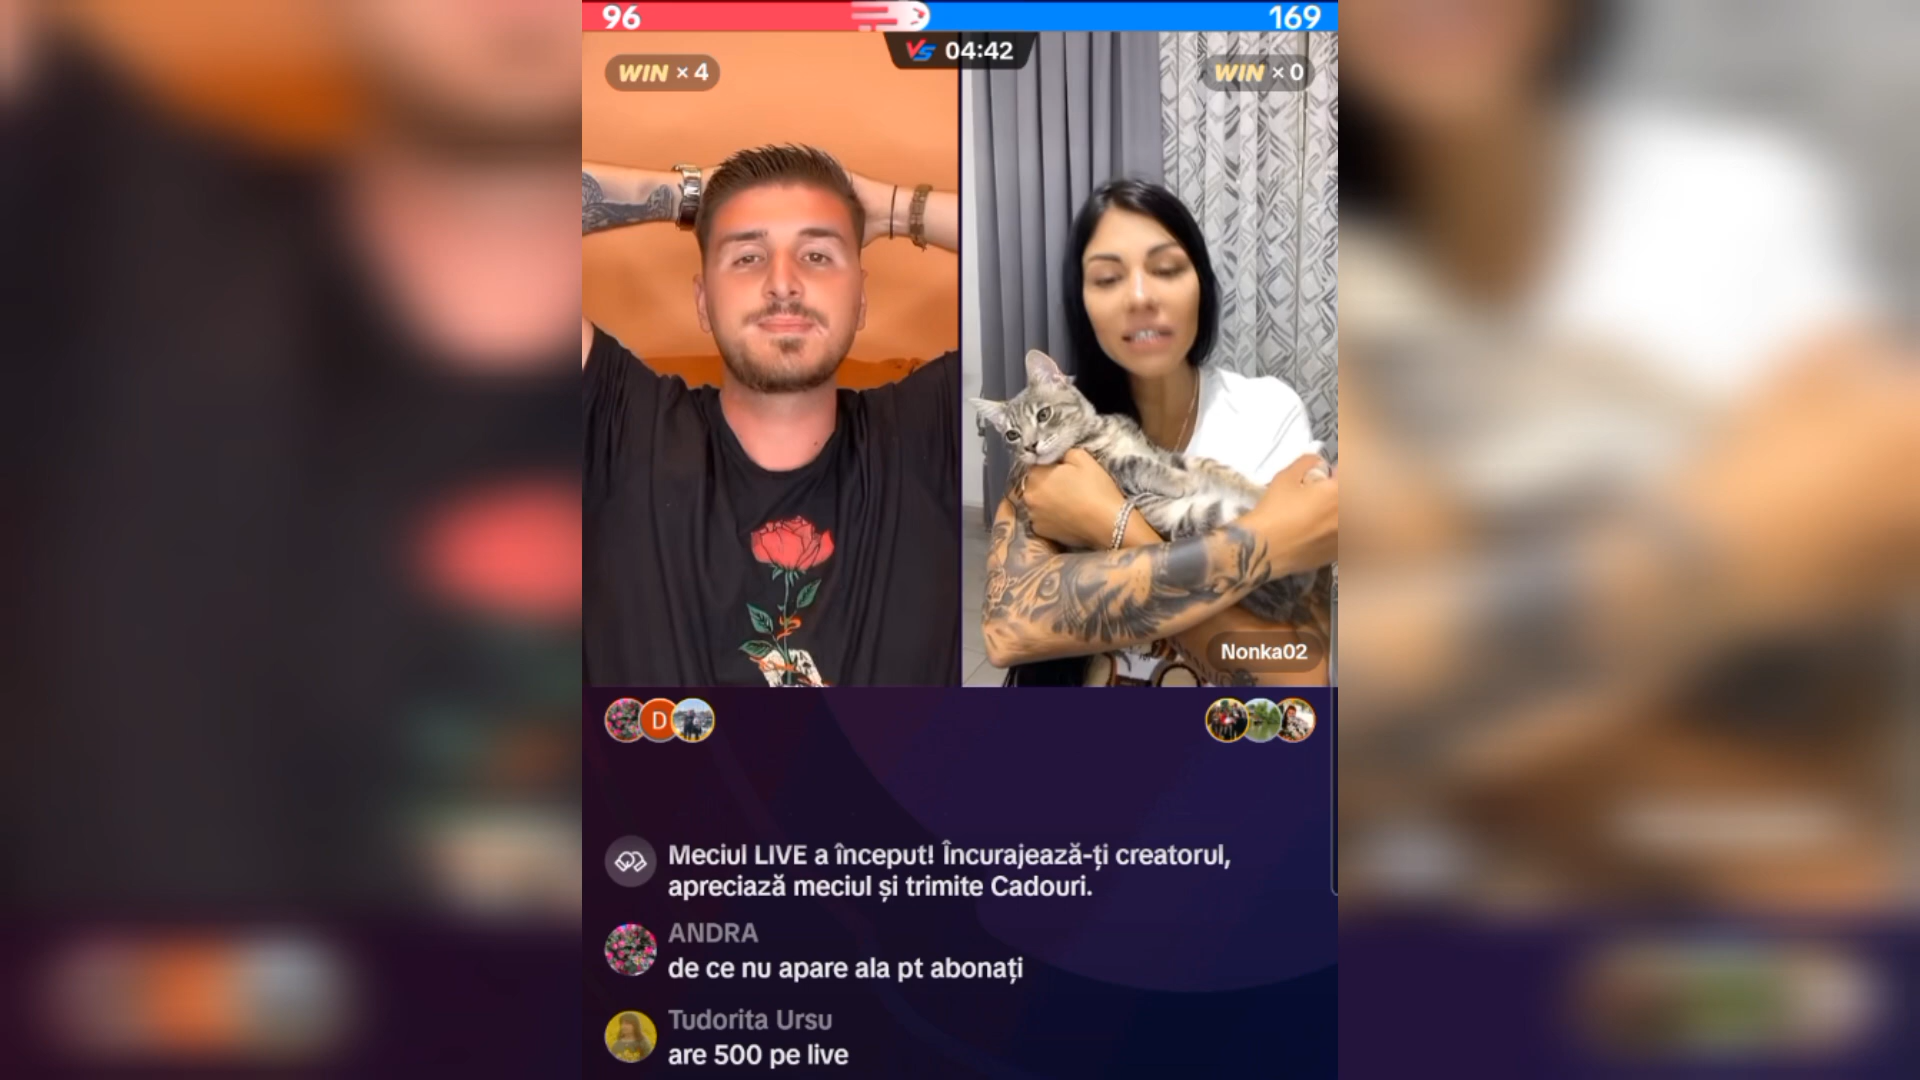 96
169
VS 04:42
WIN × 4
WIN × 0
Nonka02
D
Meciul LIVE a început! Încurajează-ți creatorul,
apreciază meciul și trimite Cadouri.
ANDRA
de ce nu apare ala pt abonați
Tudorita Ursu
are 500 pe live